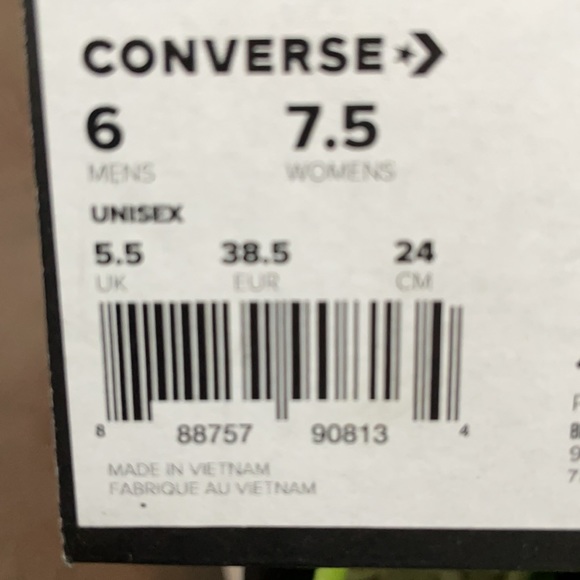 CONVERSE
6 7.5
MENS WOMENS
UNISEX
5.5 38.5 24
UK EUR CM
8 88757 90813 4
MADE IN VIETNAM
FABRIQUE AU VIETNAM